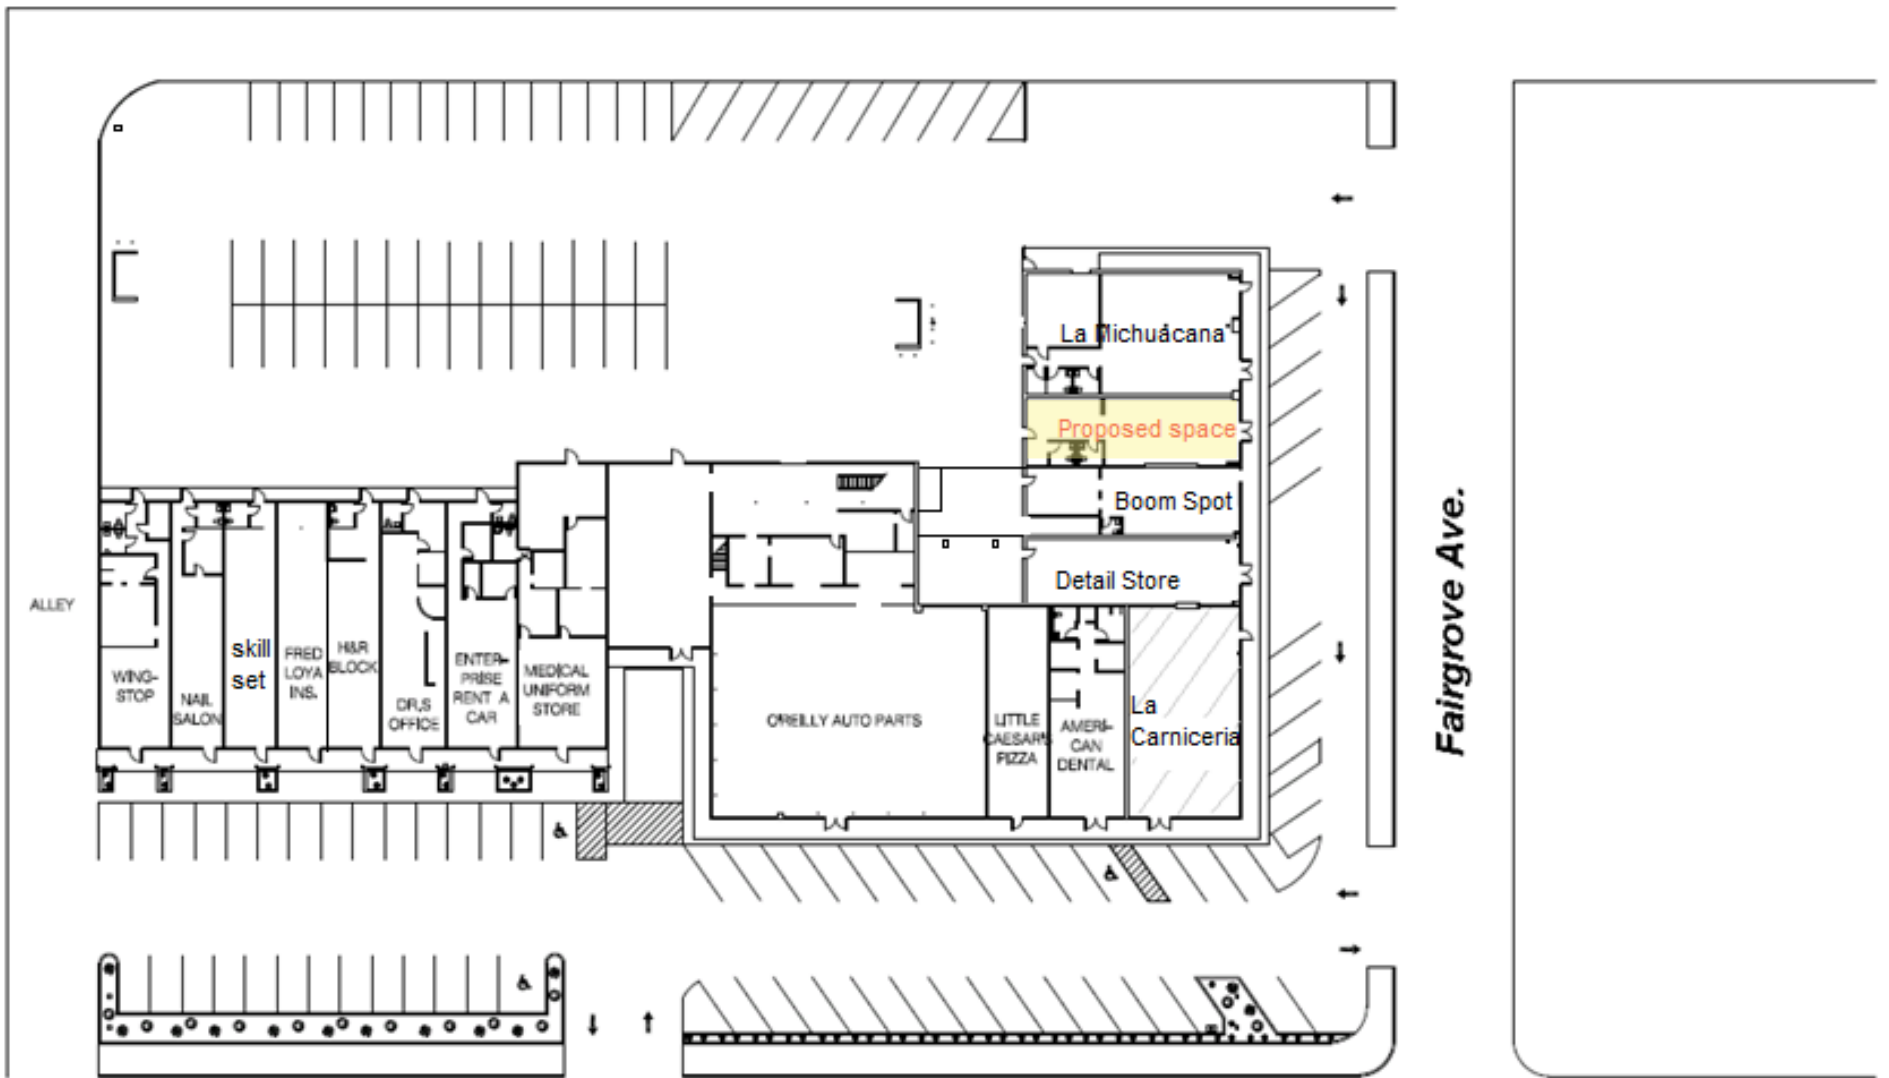 La Michuacana
Proposed space
Boom Spot
Detail Store
La
Carniceria
ALLEY
WING-
STOP
NAIL
SALON
skill
set
FRED
LOYA
INS.
H&R
BLOCK
DR.S
OFFICE
ENTER-
PRISE
RENT A
CAR
MEDICAL
UNIFORM
STORE
O'REILLY AUTO PARTS
LITTLE
CAESAR'S
PIZZA
AMERI-
CAN
DENTAL
Fairgrove Ave.